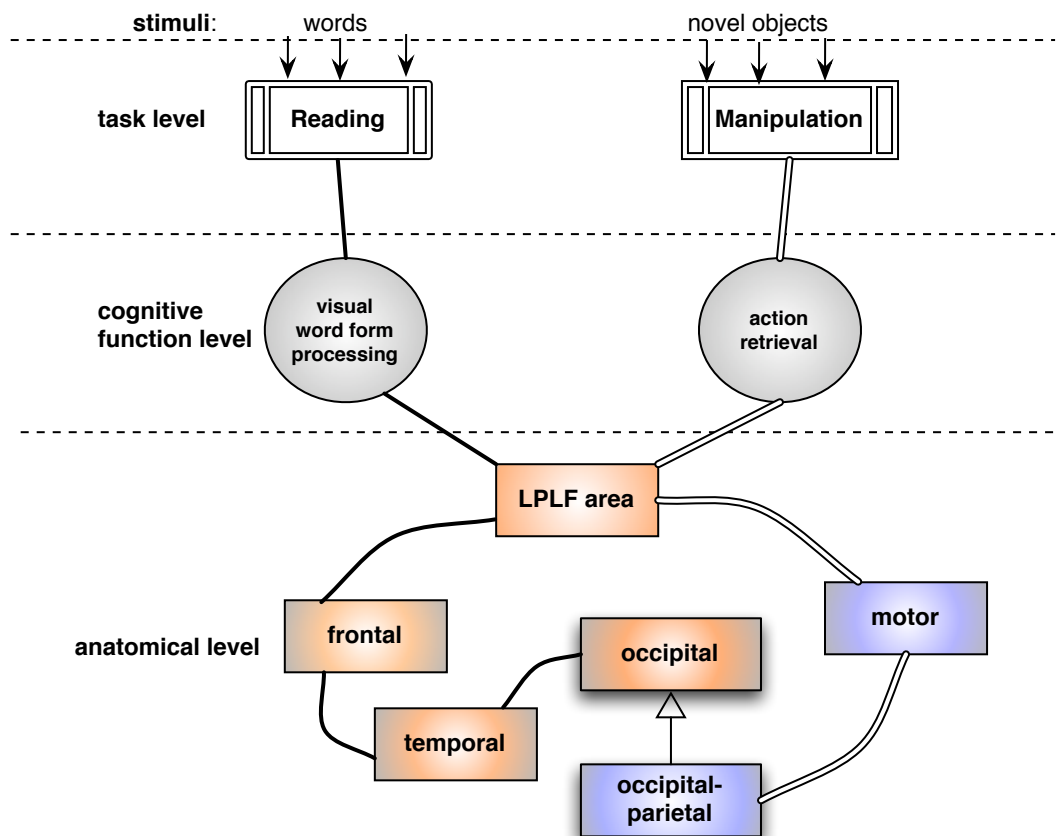 stimuli: words novel objects
task level Reading Manipulation
cognitive
function level
visual
word form
processing
action
retrieval
LPLF area
anatomical level
frontal
occipital
motor
temporal
occipital-
parietal